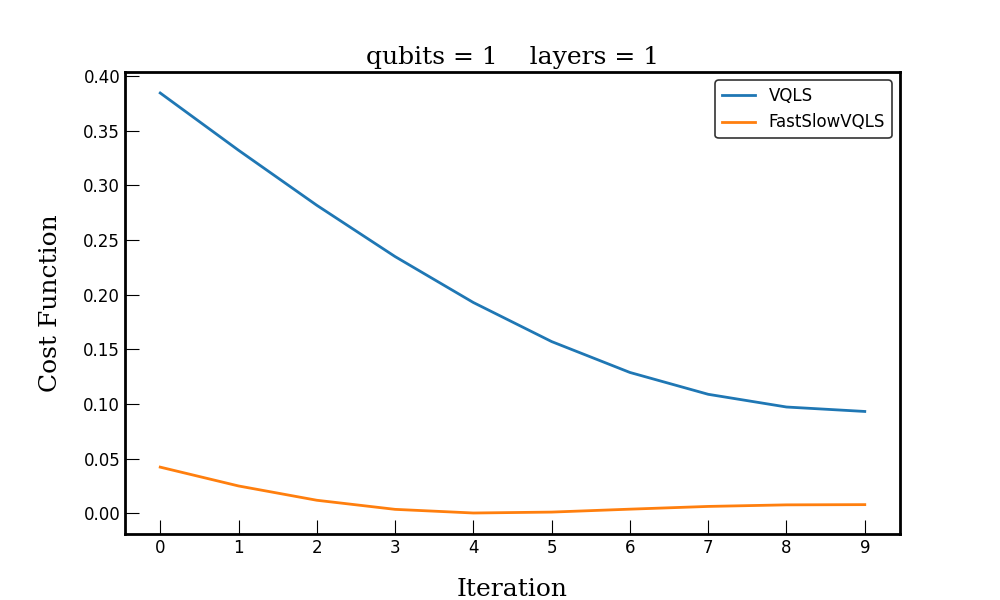 qubits = 1    layers = 1
VQLS
FastSlowVQLS
Cost Function
0.40
0.35
0.30
0.25
0.20
0.15
0.10
0.05
0.00
0 1 2 3 4 5 6 7 8 9
Iteration